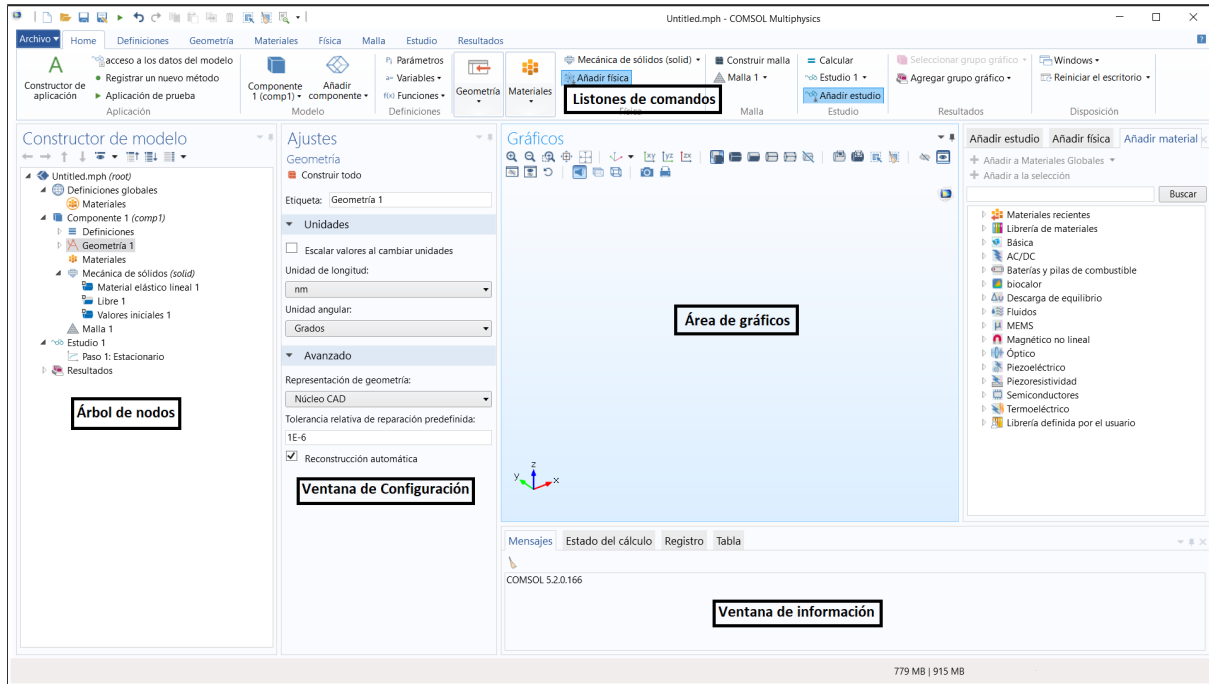 Untitled.mph - COMSOL Multiphysics
Archivo Home Definiciones Geometría Materiales Física Malla Estudio Resultados
Constructor de aplicación
acceso a los datos del modelo
Registrar un nuevo método
Aplicación de prueba
Aplicación
Componente 1 (comp1)
Añadir componente
Modelo
Pi Parámetros
a= Variables
f(x) Funciones
Definiciones
Geometría
Materiales
Mecánica de sólidos (solid)
Añadir física
Listones de comandos
Física
Construir malla
Malla 1
Malla
Calcular
Estudio 1
Añadir estudio
Estudio
Seleccionar grupo gráfico
Agregar grupo gráfico
Resultados
Windows
Reiniciar el escritorio
Disposición
Constructor de modelo
Untitled.mph (root)
Definiciones globales
Materiales
Componente 1 (comp1)
Definiciones
Geometría 1
Materiales
Mecánica de sólidos (solid)
Material elástico lineal 1
Libre 1
Valores iniciales 1
Malla 1
Estudio 1
Paso 1: Estacionario
Resultados
Árbol de nodos
Ajustes
Geometría
Construir todo
Etiqueta: Geometría 1
Unidades
Escalar valores al cambiar unidades
Unidad de longitud:
nm
Unidad angular:
Grados
Avanzado
Representación de geometría:
Núcleo CAD
Tolerancia relativa de reparación predefinida:
1E-6
Reconstrucción automática
Ventana de Configuración
Gráficos
xy yz zx
Área de gráficos
z
y
x
Mensajes Estado del cálculo Registro Tabla
COMSOL 5.2.0.166
Ventana de información
Añadir estudio Añadir física Añadir material
Añadir a Materiales Globales
Añadir a la selección
Buscar
Materiales recientes
Librería de materiales
Básica
AC/DC
Baterías y pilas de combustible
biocalor
Descarga de equilibrio
Fluidos
MEMS
Magnético no lineal
Óptico
Piezoeléctrico
Piezoresistividad
Semiconductores
Termoeléctrico
Librería definida por el usuario
779 MB | 915 MB